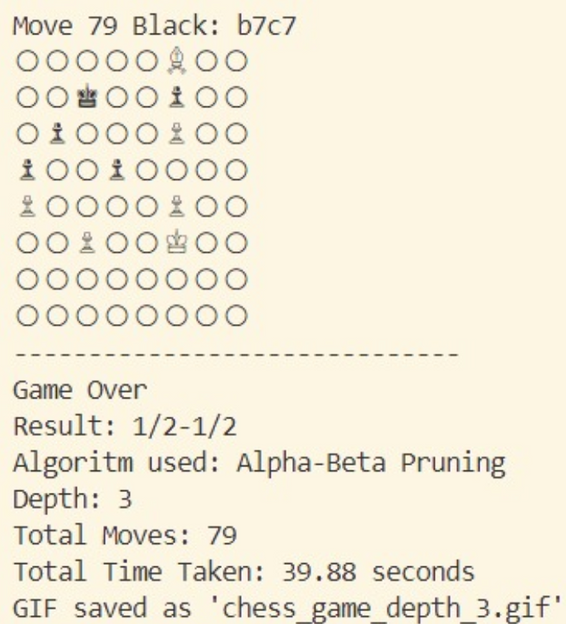 Move 79 Black: b7c7
○○○○○♗○○
○○♚○○♟○○
○♟○○○♙○○
♟○○♟○○○○
♙○○○○♙○○
○○♙○○♔○○
○○○○○○○○
○○○○○○○○
------------------------------
Game Over
Result: 1/2-1/2
Algoritm used: Alpha-Beta Pruning
Depth: 3
Total Moves: 79
Total Time Taken: 39.88 seconds
GIF saved as 'chess_game_depth_3.gif'